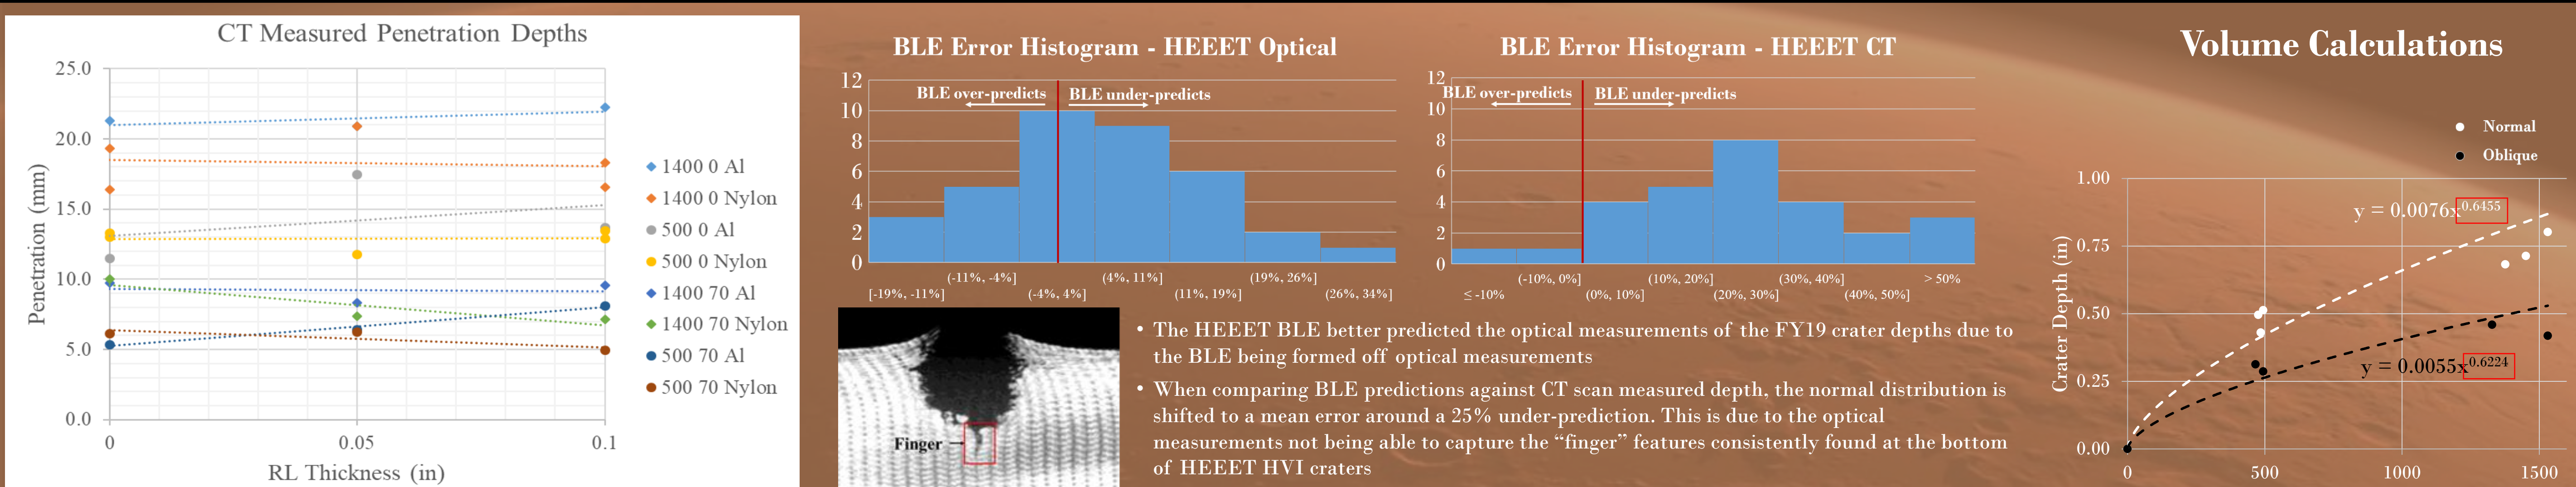 CT Measured Penetration Depths
25.0
20.0
15.0
10.0
5.0
0.0
Penetration (mm)
0
0.05
0.1
RL Thickness (in)
1400 0 Al
1400 0 Nylon
500 0 Al
500 0 Nylon
1400 70 Al
1400 70 Nylon
500 70 Al
500 70 Nylon
BLE Error Histogram - HEEET Optical
12
10
8
6
4
2
0
BLE over-predicts
BLE under-predicts
[-19%, -11%]
(-11%, -4%]
(-4%, 4%]
(4%, 11%]
(11%, 19%]
(19%, 26%]
(26%, 34%]
BLE Error Histogram - HEEET CT
12
10
8
6
4
2
0
BLE over-predicts
BLE under-predicts
≤ -10%
(-10%, 0%]
(0%, 10%]
(10%, 20%]
(20%, 30%]
(30%, 40%]
(40%, 50%]
> 50%
Finger
• The HEEET BLE better predicted the optical measurements of the FY19 crater depths due to
the BLE being formed off optical measurements
• When comparing BLE predictions against CT scan measured depth, the normal distribution is
shifted to a mean error around a 25% under-prediction. This is due to the optical
measurements not being able to capture the “finger” features consistently found at the bottom
of HEEET HVI craters
Volume Calculations
Normal
Oblique
1.00
0.75
0.50
0.25
0.00
Crater Depth (in)
y = 0.0076x^0.6455
y = 0.0055x^0.6224
0
500
1000
1500